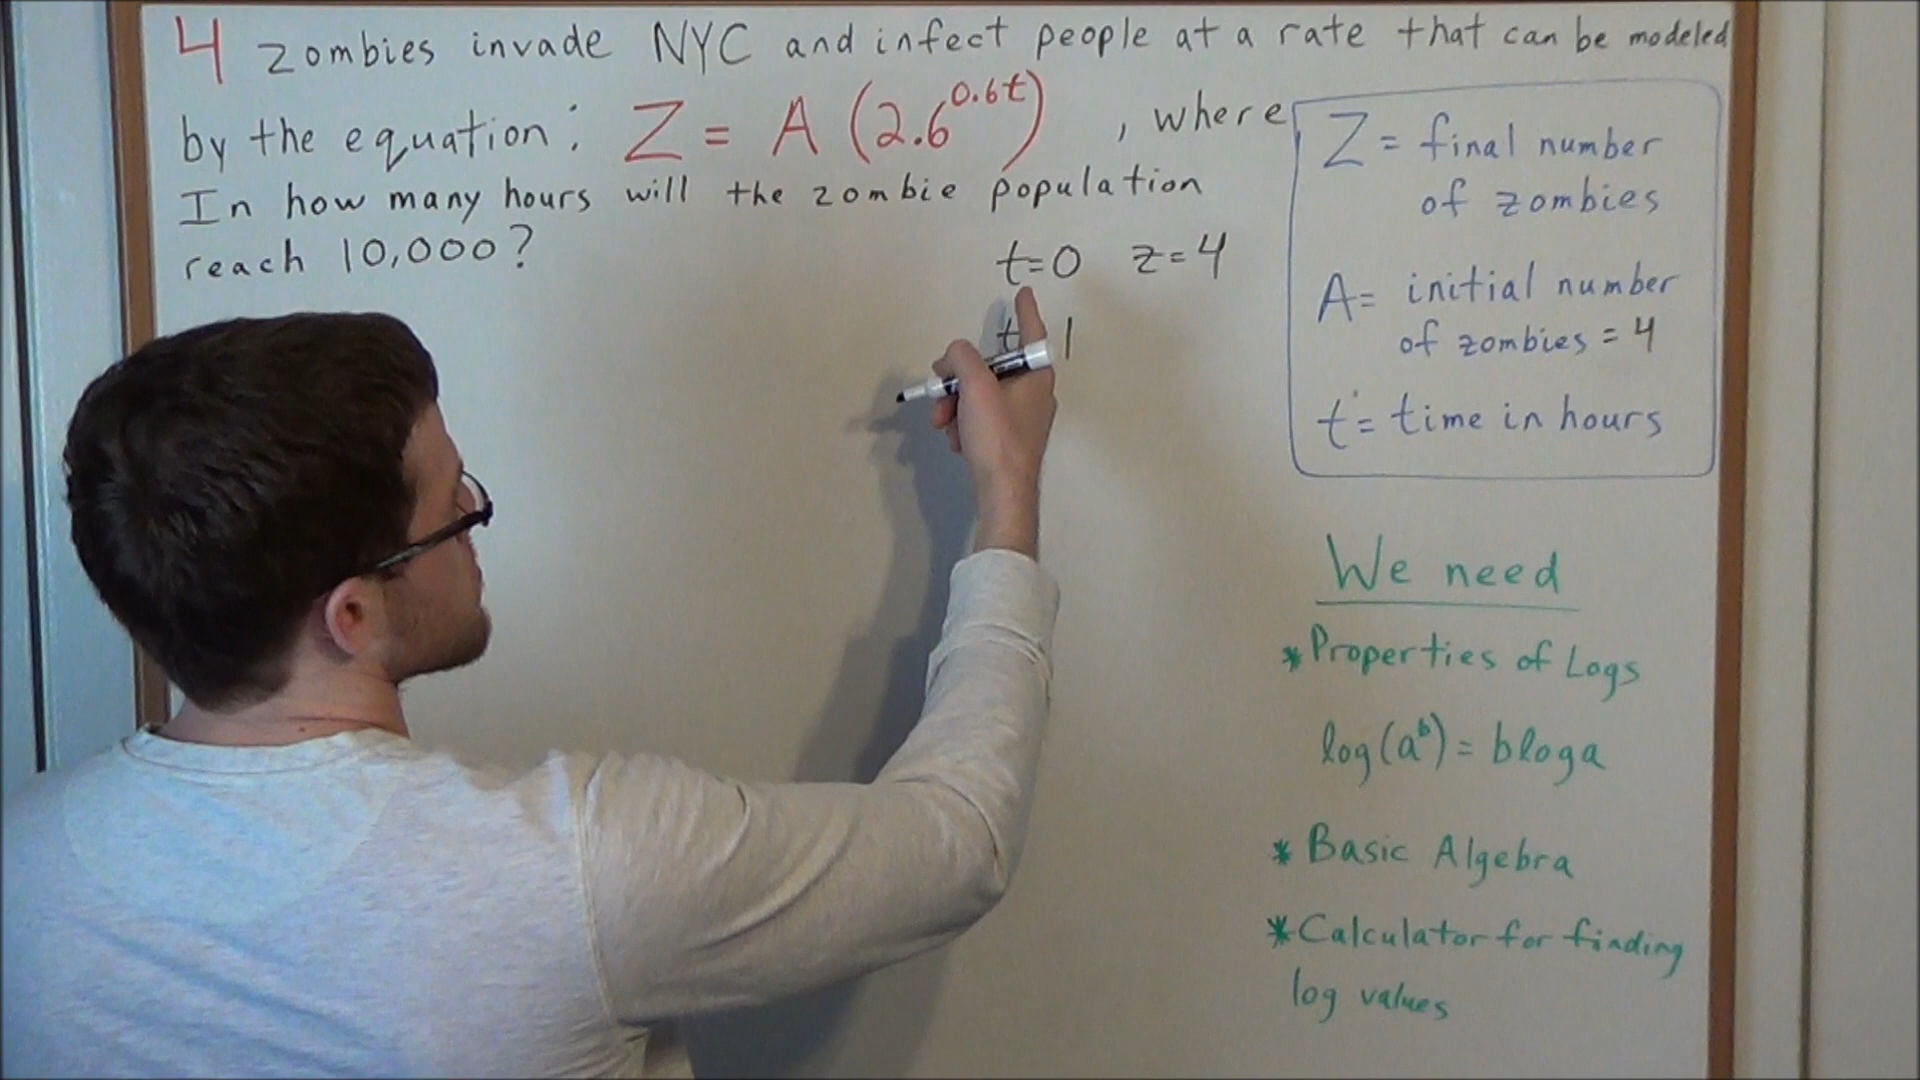 4 zombies invade NYC and infect people at a rate that can be modeled
by the equation: Z = A (2.6^0.6t) , where
In how many hours will the zombie population
reach 10,000?
t=0 z=4
t 1
Z = final number
of zombies
A= initial number
of zombies = 4
t = time in hours
We need
* Properties of Logs
log(a^b) = bloga
* Basic Algebra
* Calculator for finding
log values